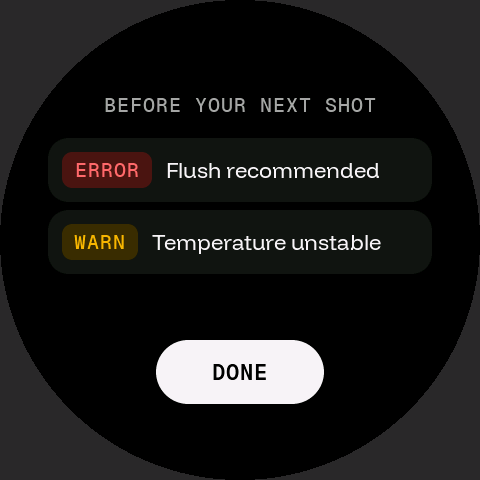 BEFORE YOUR NEXT SHOT
ERROR Flush recommended
WARN Temperature unstable
DONE